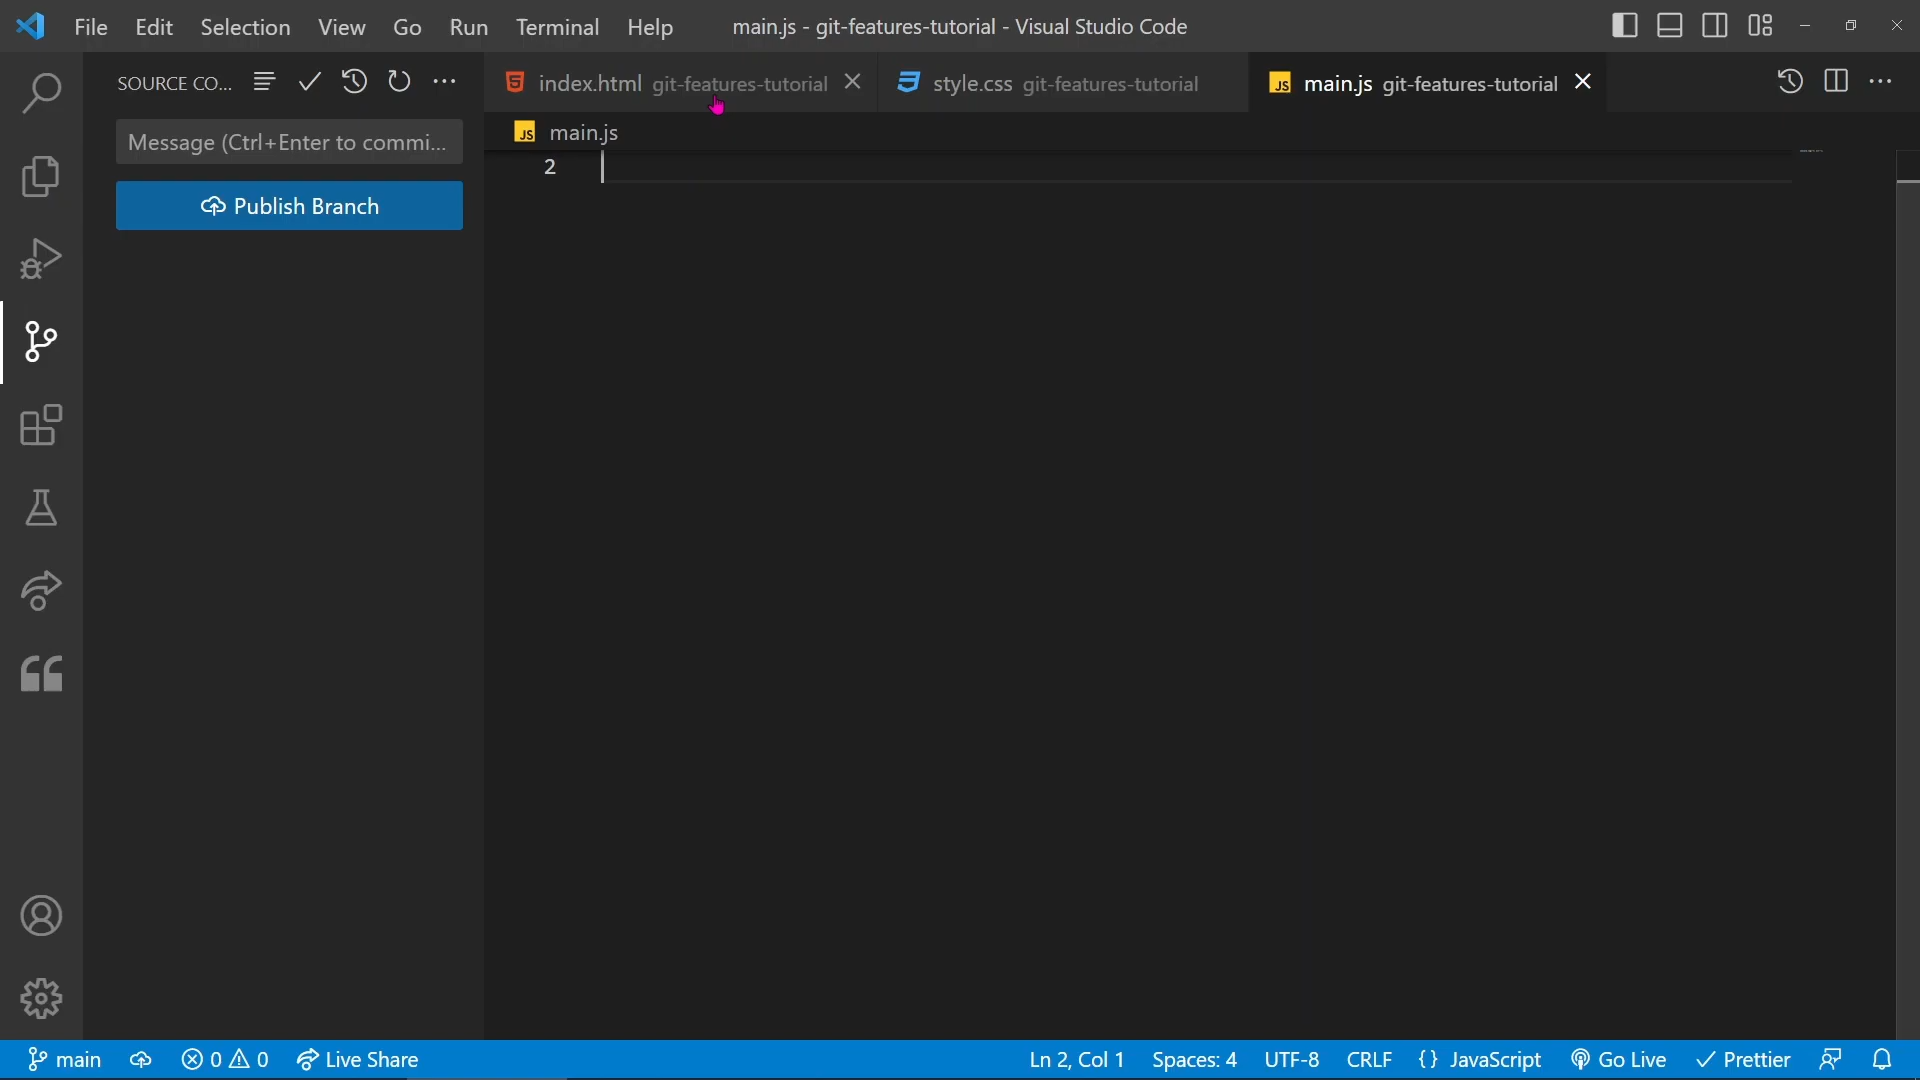 File Edit Selection View Go Run Terminal Help main.js - git-features-tutorial - Visual Studio Code
SOURCE CO...
index.html git-features-tutorial style.css git-features-tutorial JS main.js git-features-tutorial
Message (Ctrl+Enter to commi...
JS main.js
2
Publish Branch
main 0 0 Live Share Ln 2, Col 1 Spaces: 4 UTF-8 CRLF {} JavaScript Go Live Prettier